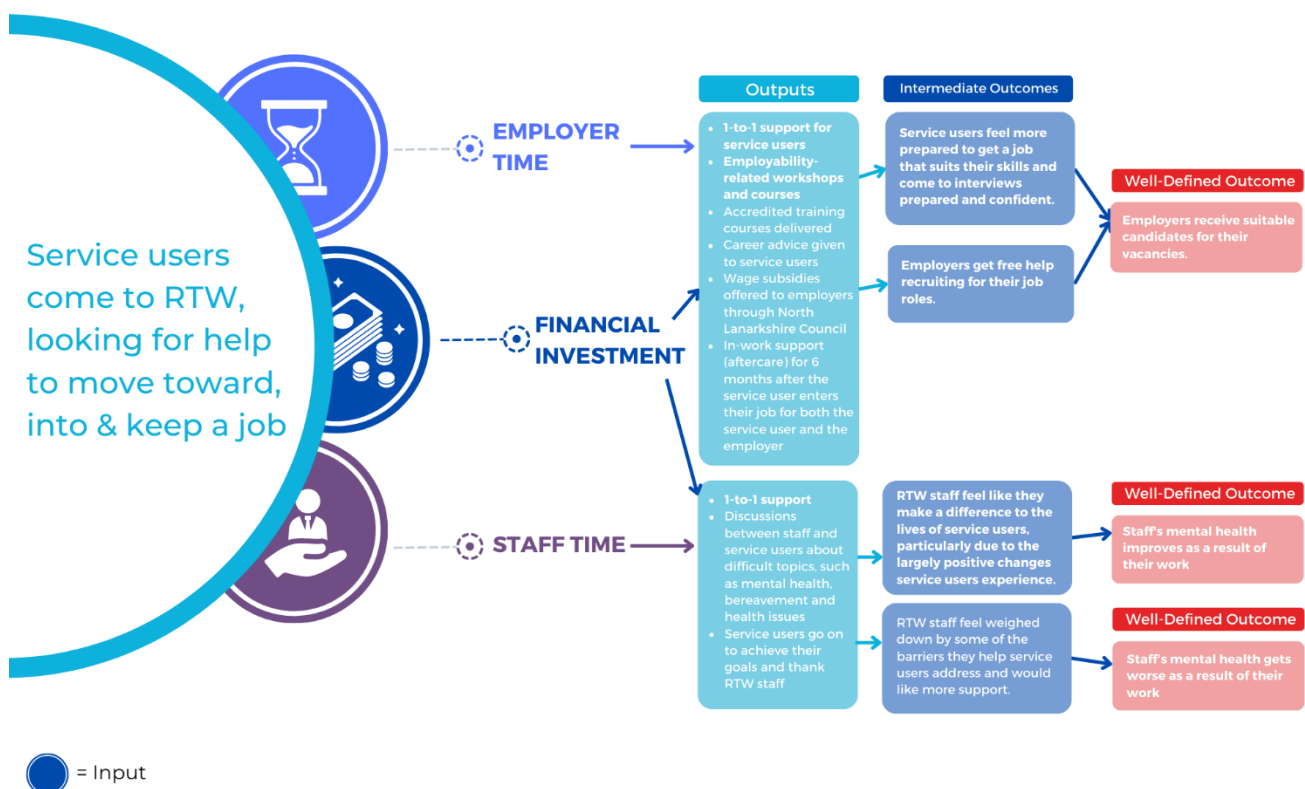 Service users
come to RTW,
looking for help
to move toward,
into & keep a job
EMPLOYER
TIME
FINANCIAL
INVESTMENT
STAFF TIME
Outputs
• 1-to-1 support for
service users
• Employability-
related workshops
and courses
• Accredited training
courses delivered
• Career advice given
to service users
• Wage subsidies
offered to employers
through North
Lanarkshire Council
• In-work support
(aftercare) for 6
months after the
service user enters
their job for both the
service user and the
employer
Intermediate Outcomes
Service users feel more
prepared to get a job
that suits their skills and
come to interviews
prepared and confident.
Employers get free help
recruiting for their job
roles.
Well-Defined Outcome
Employers receive suitable
candidates for their
vacancies.
• 1-to-1 support
• Discussions
between staff and
service users about
difficult topics, such
as mental health,
bereavement and
health issues
• Service users go on
to achieve their
goals and thank
RTW staff
RTW staff feel like they
make a difference to the
lives of service users,
particularly due to the
largely positive changes
service users experience.
Well-Defined Outcome
Staff's mental health
improves as a result of
their work
RTW staff feel weighed
down by some of the
barriers they help service
users address and would
like more support.
Well-Defined Outcome
Staff's mental health gets
worse as a result of their
work
= Input